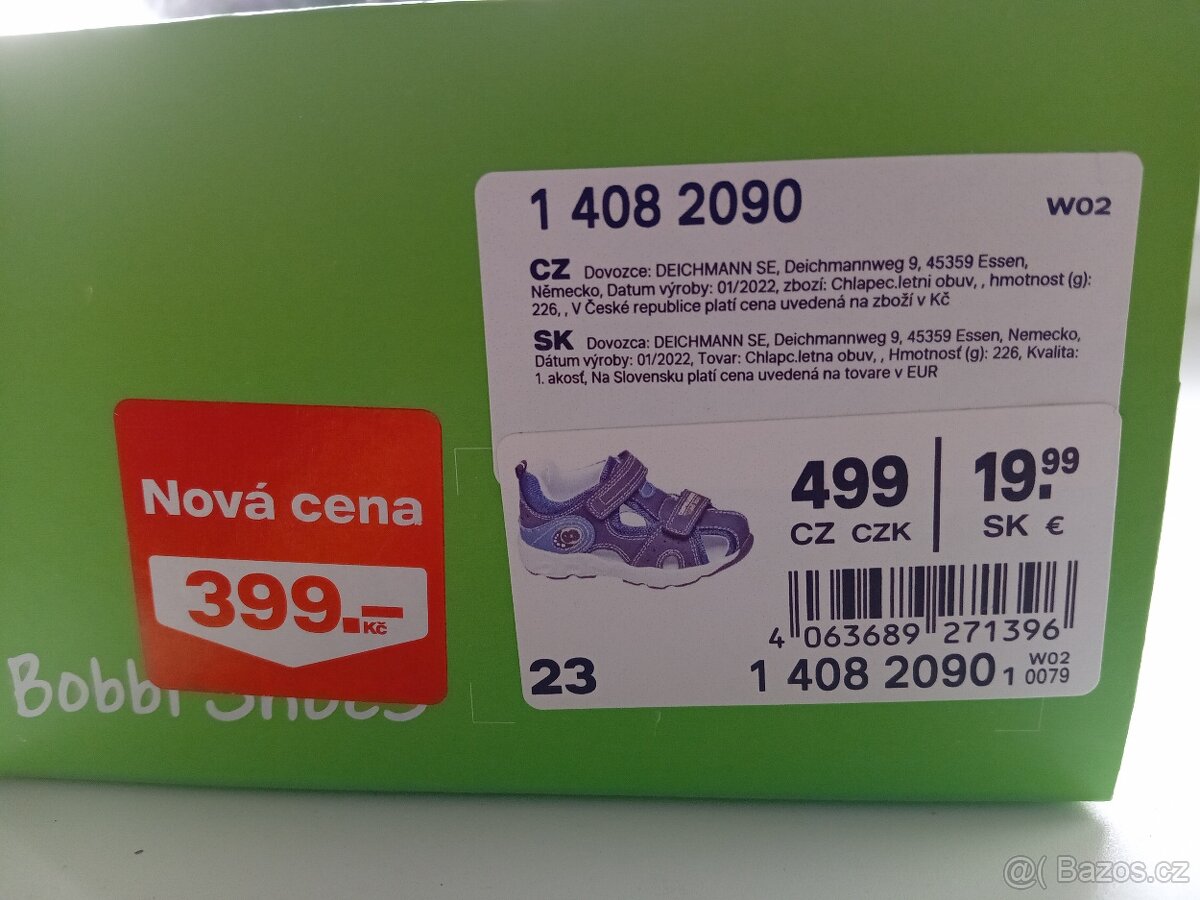 1 408 2090
W02
CZ Dovozce: DEICHMANN SE, Deichmannweg 9, 45359 Essen,
Německo, Datum výroby: 01/2022, zbozí: Chlapec.letni obuv, , hmotnost (g):
226, , V České republice platí cena uvedená na zboží v Kč
SK Dovozca: DEICHMANN SE, Deichmannweg 9, 45359 Essen, Nemecko,
Dátum výroby: 01/2022, Tovar: Chlapc.letna obuv, , Hmotnosť (g): 226, Kvalita:
1. akosť, Na Slovensku platí cena uvedená na tovare v EUR
Nová cena
399.–
Kč
Bobbi Shoes
499
CZ CZK
19.99
SK €
4 063689 271396
23
1 408 2090 1
W02
0079
@( Bazos.cz